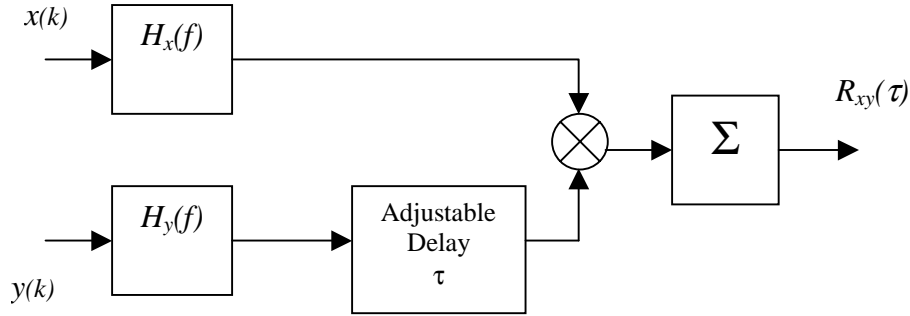 x(k)
Hx(f)
Rxy(τ)
Σ
Hy(f)
Adjustable
Delay
τ
y(k)